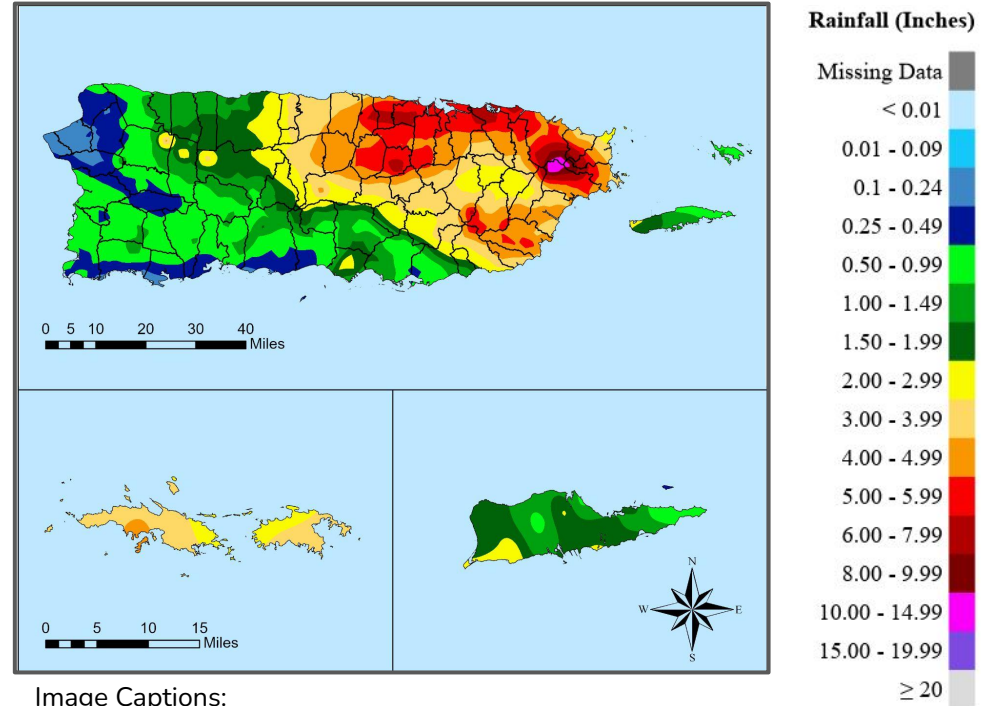 Rainfall (Inches)
Missing Data
< 0.01
0.01 - 0.09
0.1 - 0.24
0.25 - 0.49
0.50 - 0.99
1.00 - 1.49
1.50 - 1.99
2.00 - 2.99
3.00 - 3.99
4.00 - 4.99
5.00 - 5.99
6.00 - 7.99
8.00 - 9.99
10.00 - 14.99
15.00 - 19.99
≥ 20
0 5 10 20 30 40
Miles
0 5 10 15
Miles
N
W E
S
Image Captions: